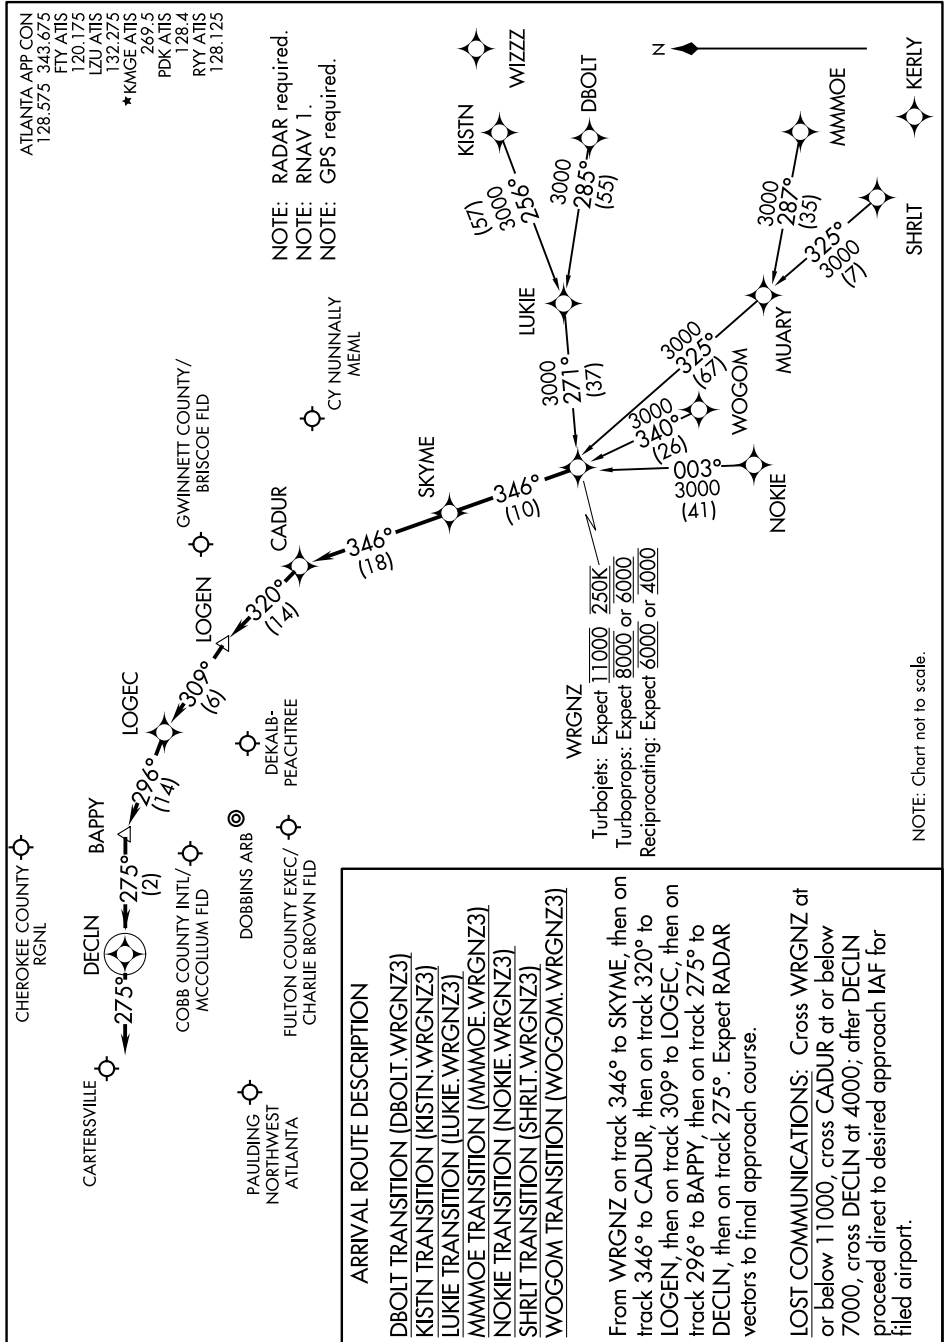 ATLANTA APP CON
128.575 343.675
FTY ATIS
120.175
LZU ATIS
132.275
★KMGE ATIS
269.5
PDK ATIS
128.4
RYY ATIS
128.125
NOTE: RADAR required.
NOTE: RNAV 1.
NOTE: GPS required.
CHEROKEE COUNTY
RGNL
CARTERSVILLE
DECLN
275°
275°
(2)
BAPPY
296°
(14)
LOGEC
309°
(6)
LOGEN
320°
(14)
CADUR
346°
(18)
SKYME
346°
(10)
GWINNETT COUNTY/
BRISCOE FLD
CY NUNNALLY
MEML
COBB COUNTY INTL/
MCCOLLUM FLD
DOBBINS ARB
DEKALB-
PEACHTREE
FULTON COUNTY EXEC/
CHARLIE BROWN FLD
PAULDING
NORTHWEST
ATLANTA
WRGNZ
Turbojets: Expect 11000 250K
Turboprops: Expect 8000 or 6000
Reciprocating: Expect 6000 or 4000
KISTN
WIZZZ
DBOLT
N
(57)
3000
256°
3000
285°
(55)
LUKIE
3000
271°
(37)
MMMOE
KERLY
3000
287°
(35)
325°
3000
(7)
SHRLT
MUARY
3000
325°
(67)
WOGOM
3000
340°
(26)
003°
3000
(41)
NOKIE
NOTE: Chart not to scale.
ARRIVAL ROUTE DESCRIPTION
DBOLT TRANSITION (DBOLT.WRGNZ3)
KISTN TRANSITION (KISTN.WRGNZ3)
LUKIE TRANSITION (LUKIE.WRGNZ3)
MMMOE TRANSITION (MMMOE.WRGNZ3)
NOKIE TRANSITION (NOKIE.WRGNZ3)
SHRLT TRANSITION (SHRLT.WRGNZ3)
WOGOM TRANSITION (WOGOM.WRGNZ3)
From WRGNZ on track 346° to SKYME, then on
track 346° to CADUR, then on track 320° to
LOGEN, then on track 309° to LOGEC, then on
track 296° to BAPPY, then on track 275° to
DECLN, then on track 275°. Expect RADAR
vectors to final approach course.
LOST COMMUNICATIONS: Cross WRGNZ at
or below 11000, cross CADUR at or below
7000, cross DECLN at 4000, after DECLN
proceed direct to desired approach IAF for
filed airport.